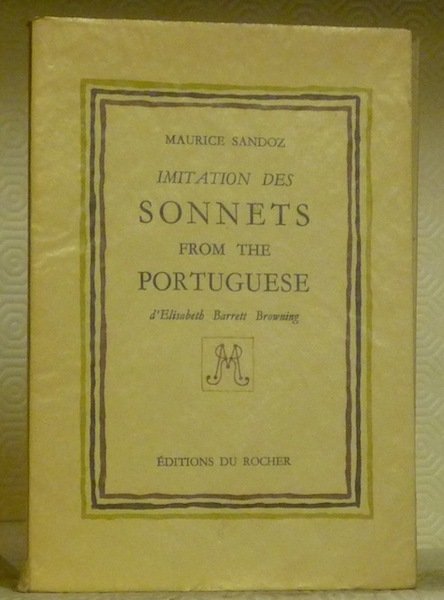 MAURICE SANDOZ
IMITATION DES
SONNETS
FROM THE
PORTUGUESE
d'Elisabeth Barrett Browning
ÉDITIONS DU ROCHER